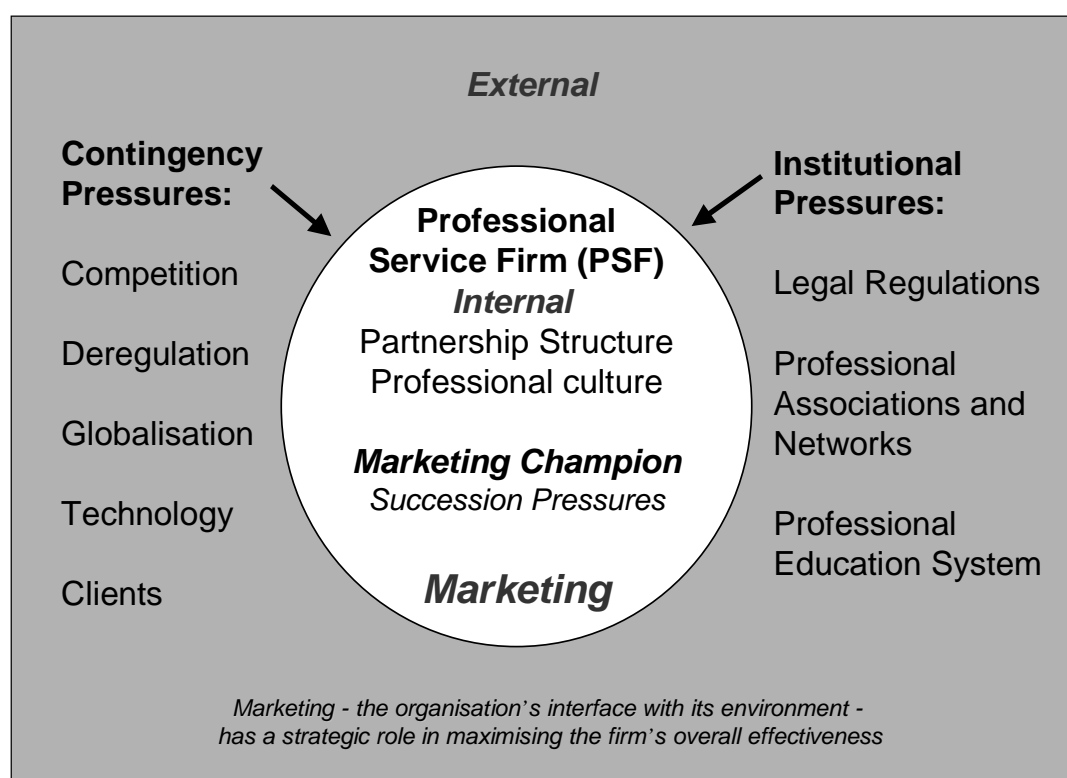 External
Contingency
Pressures:
Competition
Deregulation
Globalisation
Technology
Clients
Professional
Service Firm (PSF)
Internal
Partnership Structure
Professional culture
Marketing Champion
Succession Pressures
Marketing
Institutional
Pressures:
Legal Regulations
Professional
Associations and
Networks
Professional
Education System
Marketing - the organisation’s interface with its environment -
has a strategic role in maximising the firm’s overall effectiveness